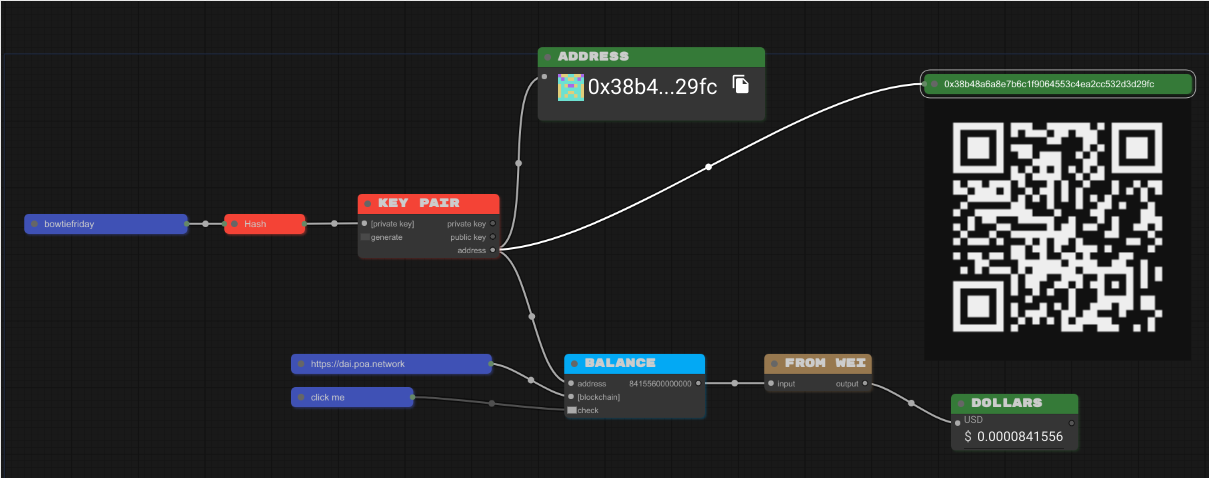 ADDRESS
0x38b4...29fc
0x38b48a6a8e7b6c1f9064553c4ea2cc532d3d29fc
KEY PAIR
bowtiefriday
Hash
[private key] private key
generate public key
address
https://dai.poa.network
click me
BALANCE
address 84155600000000
[blockchain]
check
FROM WEI
input output
DOLLARS
USD
$ 0.0000841556